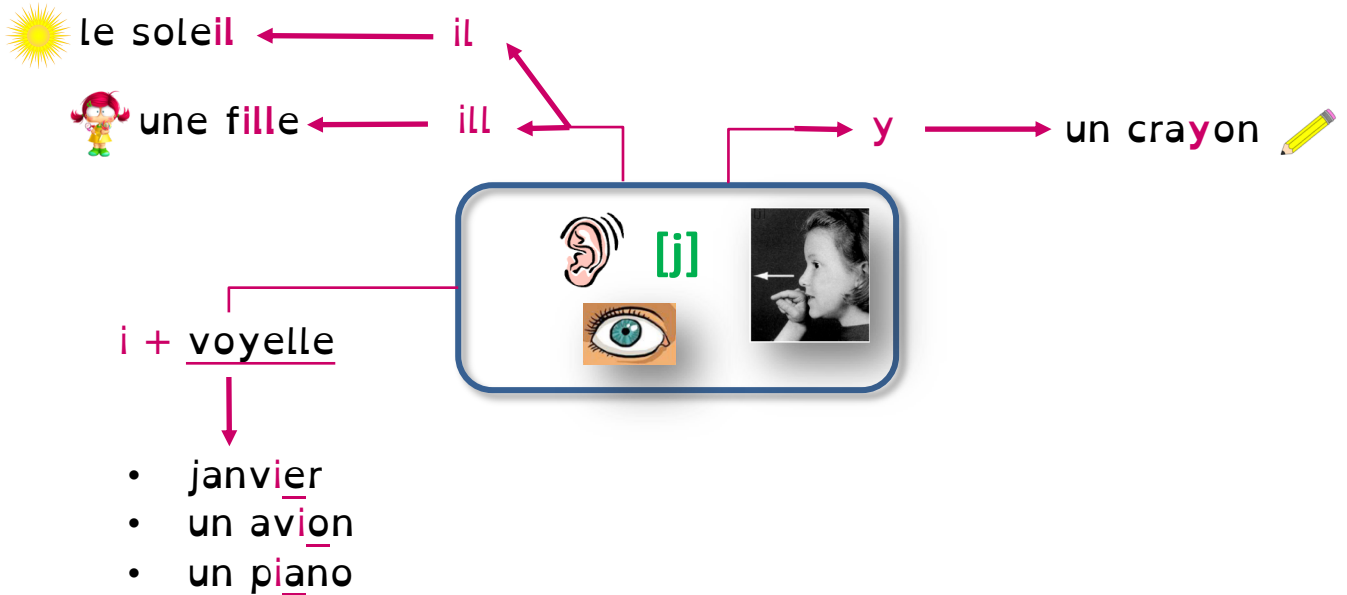 le soleil il
une fille ill y un crayon
[j]
i + voyelle
• janvier
• un avion
• un piano